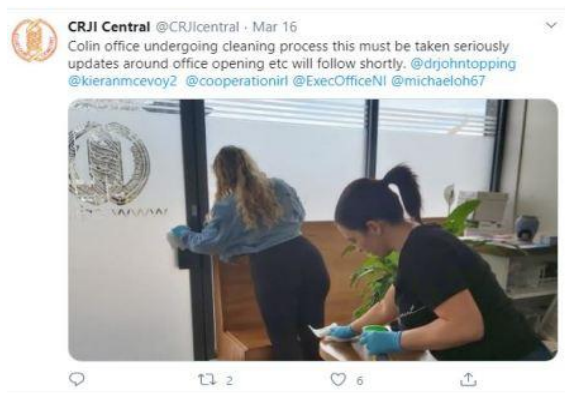 CRJI Central @CRJIcentral · Mar 16
Colin office undergoing cleaning process this must be taken seriously
updates around office opening etc will follow shortly. @drjohntopping
@kieranmcevoy2 @cooperationirl @ExecOfficeNI @michaeloh67
2 6